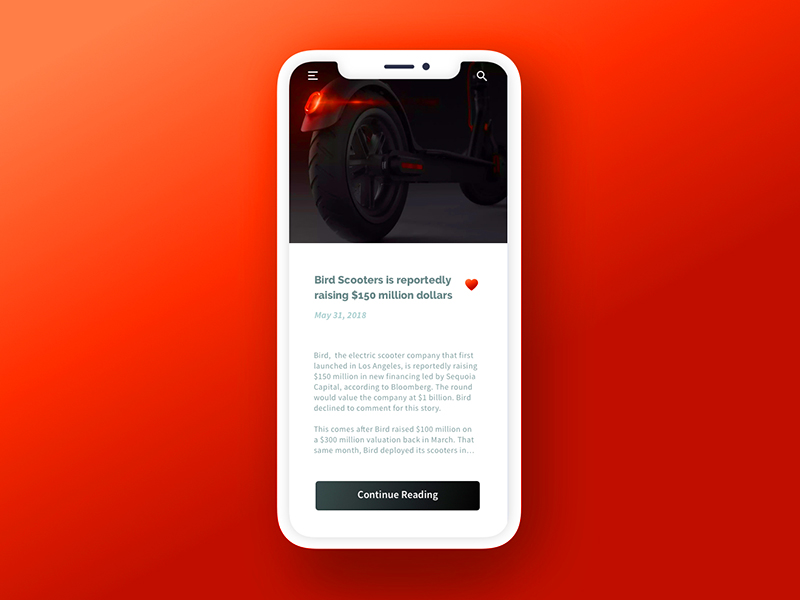 Bird Scooters is reportedly
raising $150 million dollars
May 31, 2018
Bird,  the electric scooter company that first
launched in Los Angeles, is reportedly raising
$150 million in new financing led by Sequoia
Capital, according to Bloomberg. The round
would value the company at $1 billion. Bird
declined to comment for this story.
This comes after Bird raised $100 million on
a $300 million valuation back in March. That
same month, Bird deployed its scooters in...
Continue Reading